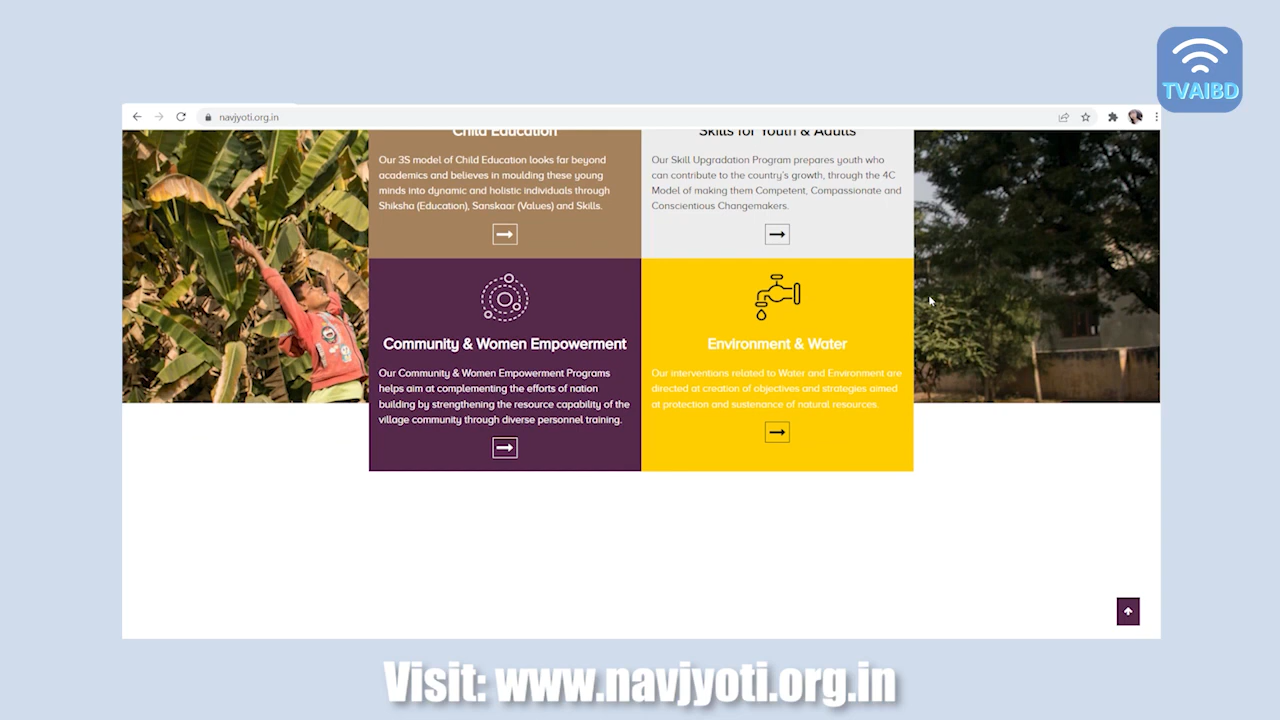 TVAIBD
navjyoti.org.in
Child Education
Our 3S model of Child Education looks far beyond
academics and believes in moulding these young
minds into dynamic and holistic individuals through
Shiksha (Education), Sanskaar (Values) and Skills.
Skills for Youth & Adults
Our Skill Upgradation Program prepares youth who
can contribute to the country's growth, through the 4C
Model of making them Competent, Compassionate and
Conscientious Changemakers.
Community & Women Empowerment
Our Community & Women Empowerment Programs
helps aim at complementing the efforts of nation
building by strengthening the resource capability of the
village community through diverse personnel training.
Environment & Water
Our interventions related to Water and Environment are
directed at creation of objectives and strategies aimed
at protection and sustenance of natural resources.
Visit: www.navjyoti.org.in